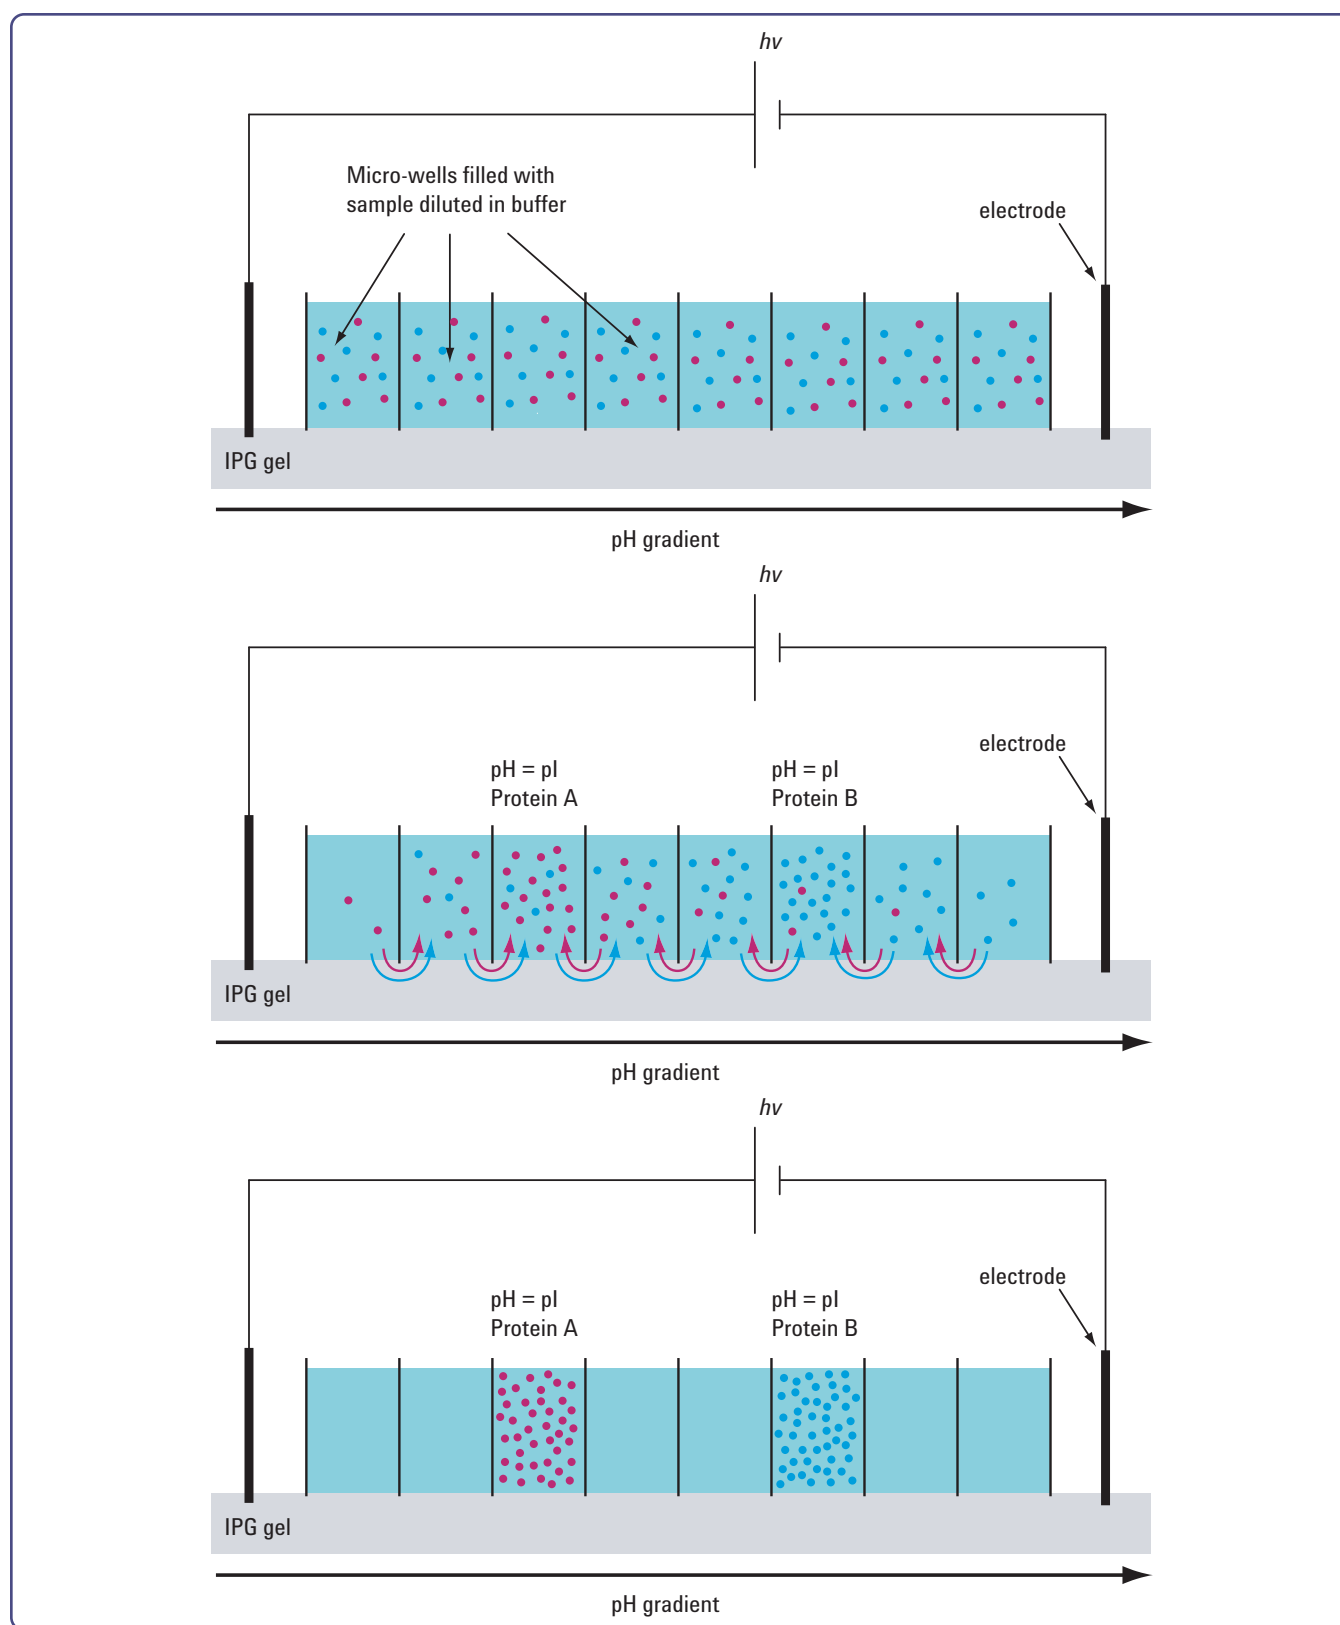 hv
Micro-wells filled with
sample diluted in buffer
electrode
IPG gel
pH gradient
hv
electrode
pH = pI
Protein A
pH = pI
Protein B
IPG gel
pH gradient
hv
electrode
pH = pI
Protein A
pH = pI
Protein B
IPG gel
pH gradient